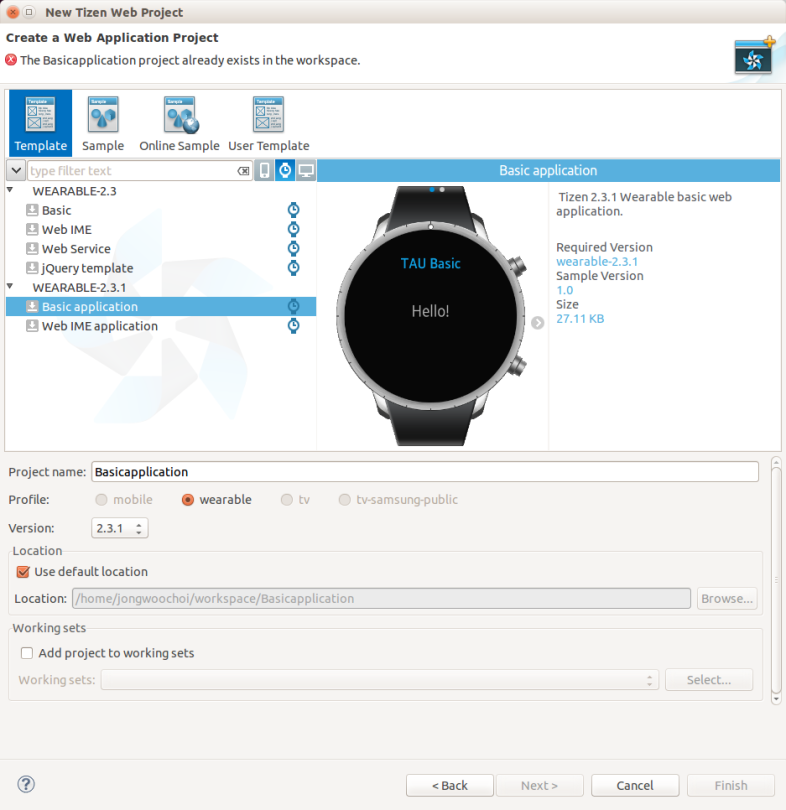 New Tizen Web Project
Create a Web Application Project
The Basicapplication project already exists in the workspace.
Template
Sample
Online Sample
User Template
type filter text
Basic application
WEARABLE-2.3
Basic
Web IME
Web Service
jQuery template
WEARABLE-2.3.1
Basic application
Web IME application
TAU Basic
Hello!
Tizen 2.3.1 Wearable basic web
application.
Required Version
wearable-2.3.1
Sample Version
1.0
Size
27.11 KB
Project name: Basicapplication
Profile: mobile wearable tv tv-samsung-public
Version: 2.3.1
Location
Use default location
Location: /home/jongwoochoi/workspace/Basicapplication Browse...
Working sets
Add project to working sets
Working sets: Select...
? < Back Next > Cancel Finish